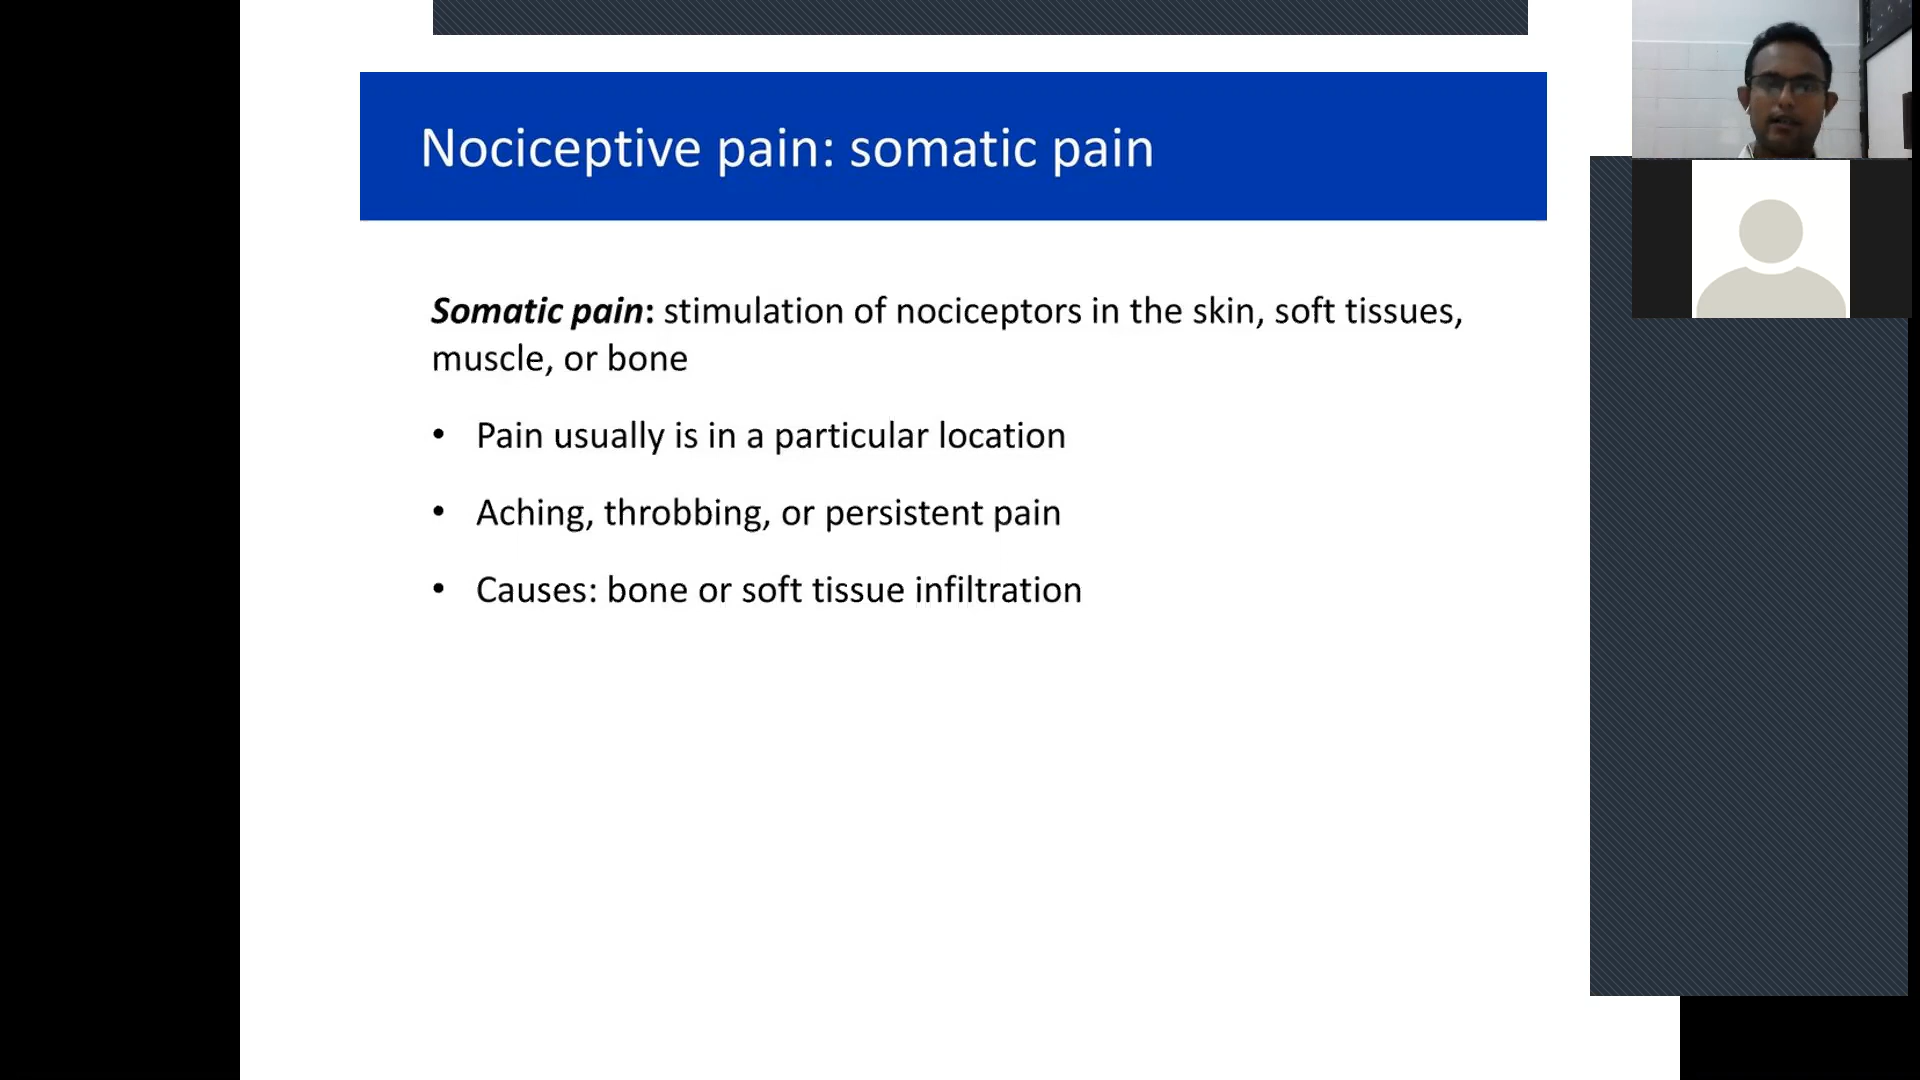 Nociceptive pain: somatic pain
Somatic pain: stimulation of nociceptors in the skin, soft tissues,
muscle, or bone
• Pain usually is in a particular location
• Aching, throbbing, or persistent pain
• Causes: bone or soft tissue infiltration